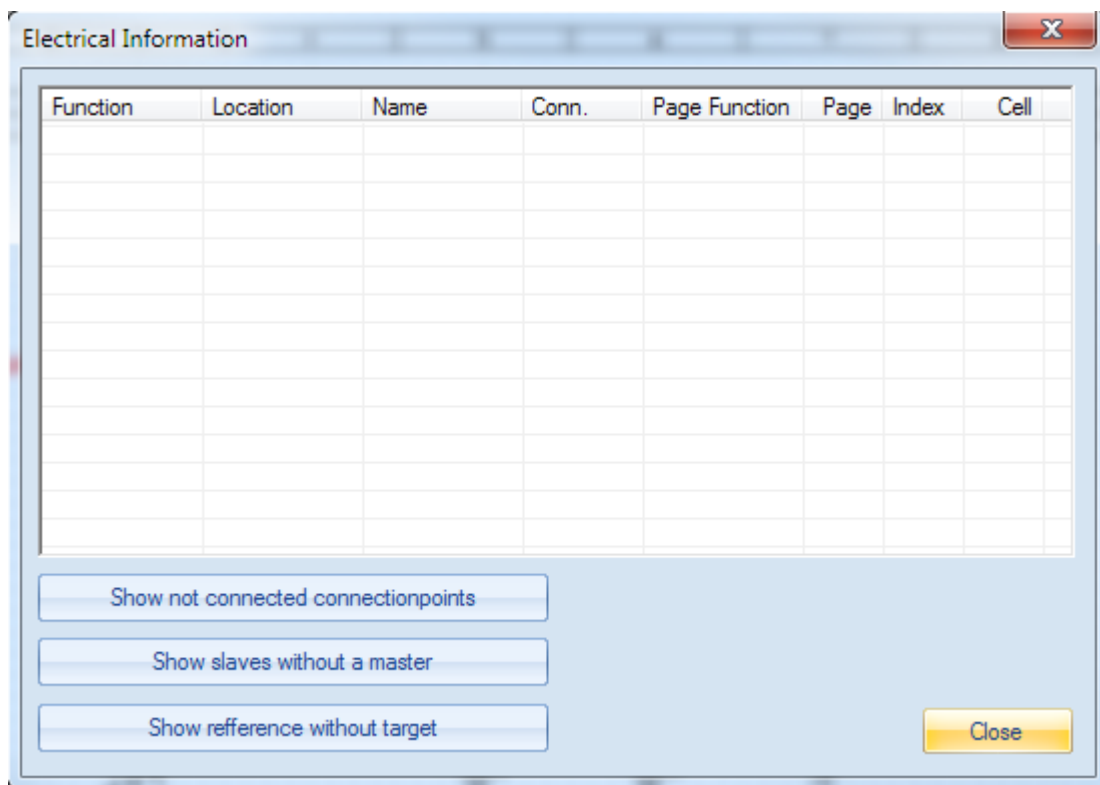 Electrical Information
Function Location Name Conn. Page Function Page Index Cell
Show not connected connectionpoints
Show slaves without a master
Show refference without target
Close